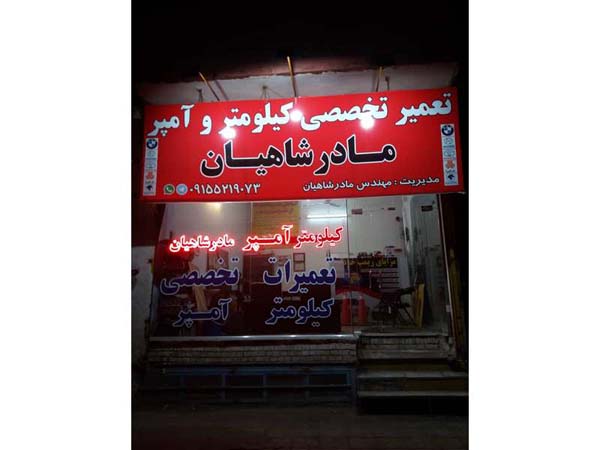 تعمیر تخصصی کیلومتر و آمپر
مادرشاهیان
مدیریت : مهندس مادرشاهیان
۰۹۱۵۵۲۱۹۰۷۳
کیلومتر آمپر مادرشاهیان
تعمیرات تخصصی
کیلومتر آمپر